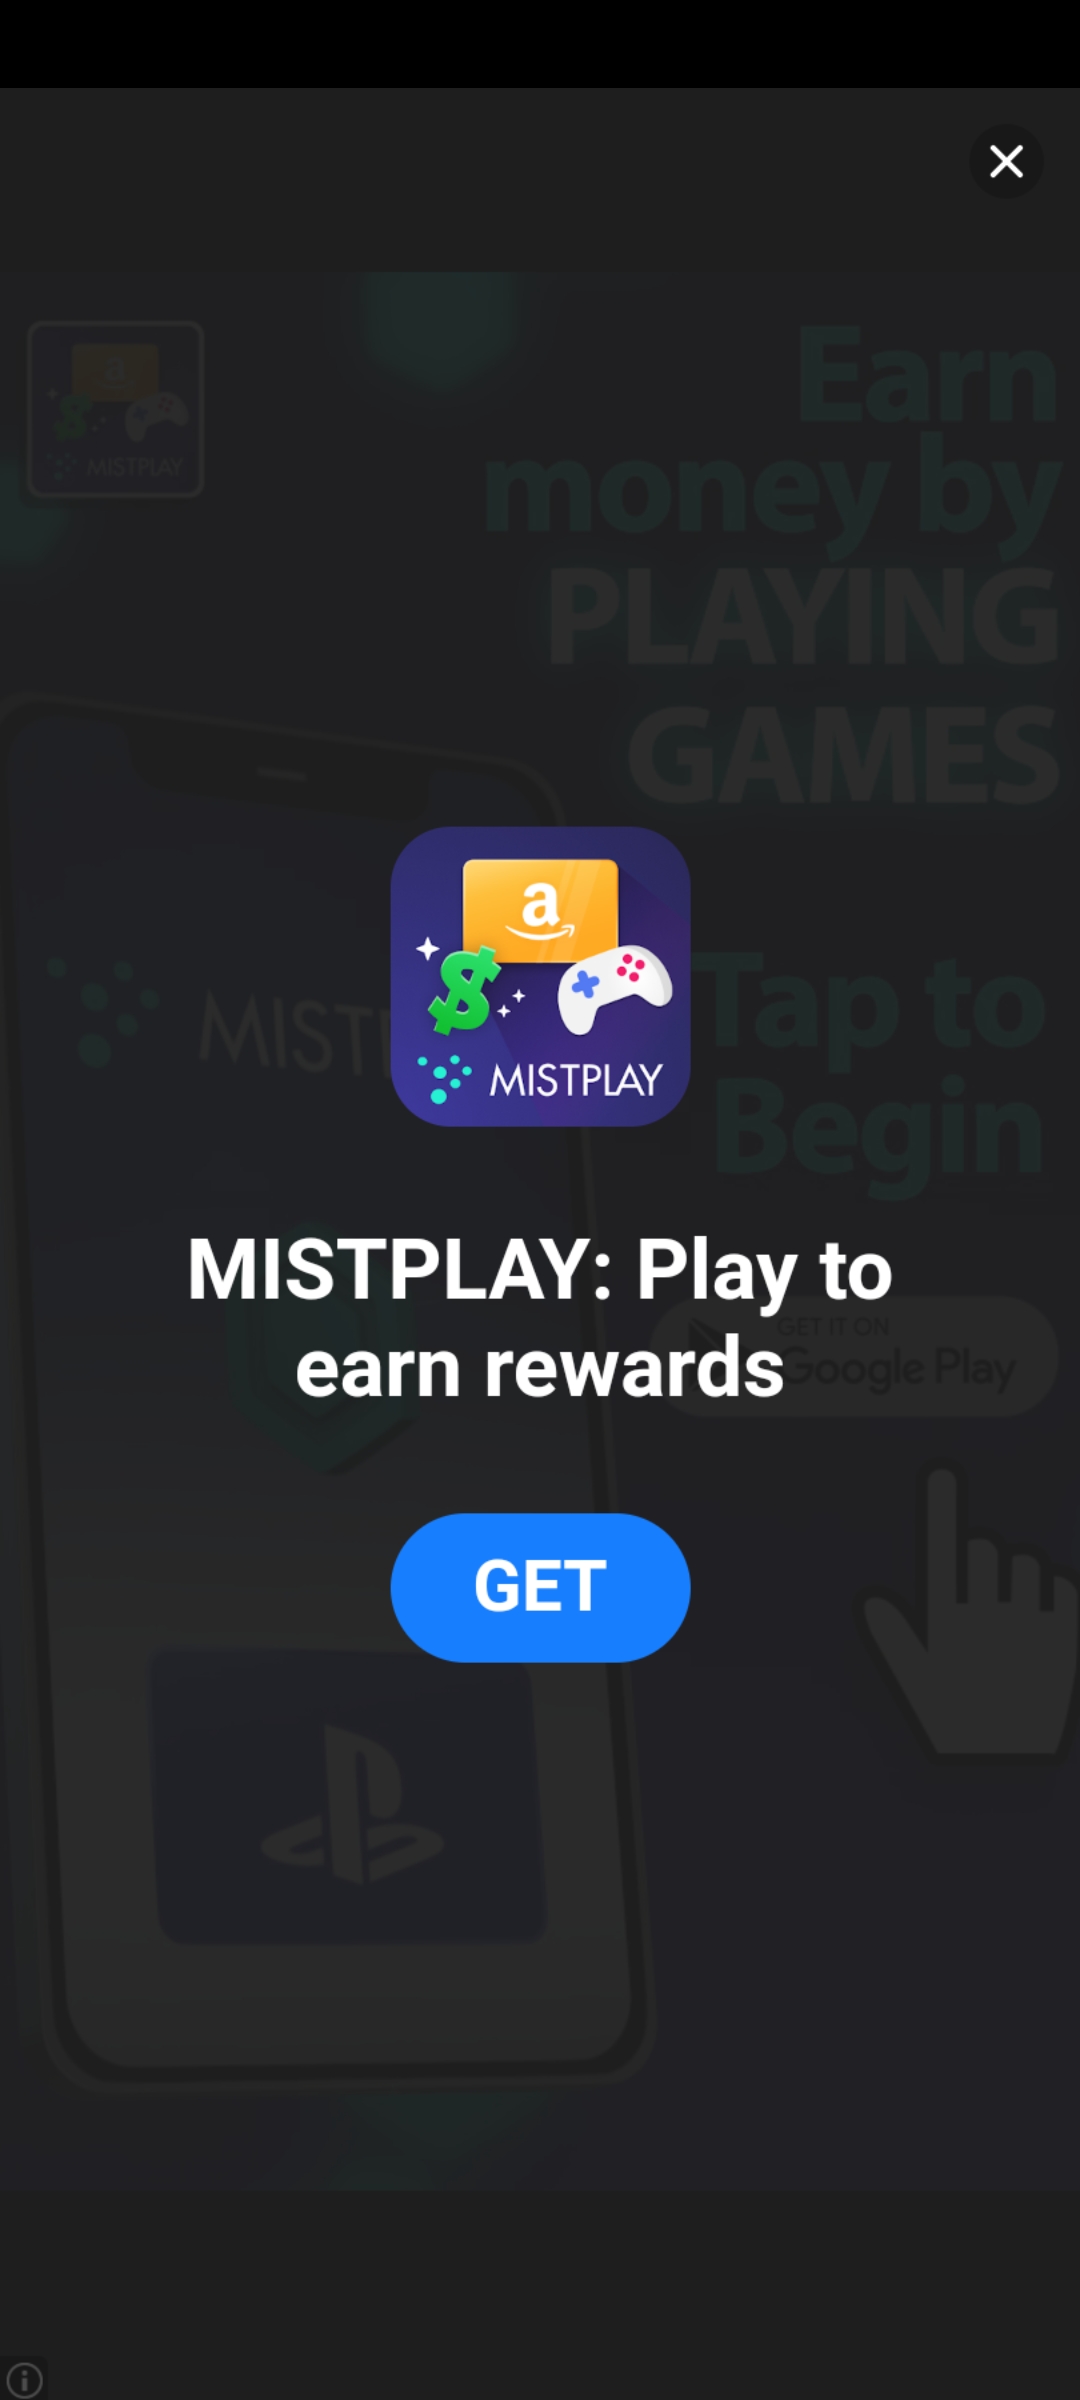 Earn
money by
PLAYING
GAMES
a
$
MISTPLAY
MIST
a
$
MISTPLAY
Tap to
Begin
MISTPLAY: Play to
earn rewards
GET IT ON
Google Play
GET